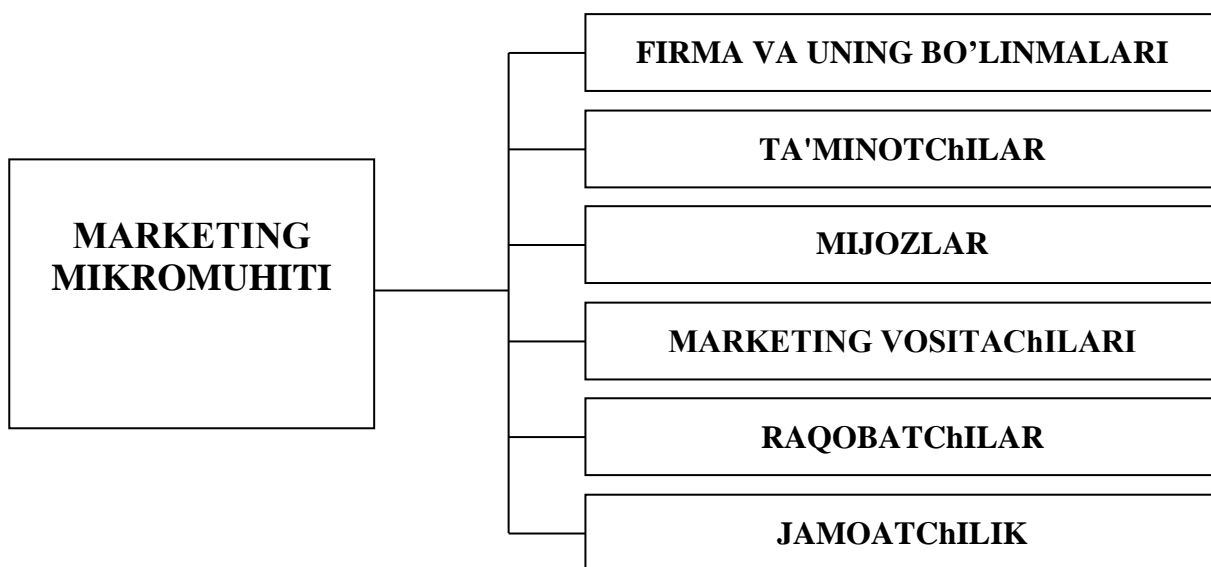 MARKETING
MIKROMUHITI
FIRMA VA UNING BO’LINMALARI
TA'MINOTChILAR
MIJOZLAR
MARKETING VOSITAChILARI
RAQOBATChILAR
JAMOATChILIK